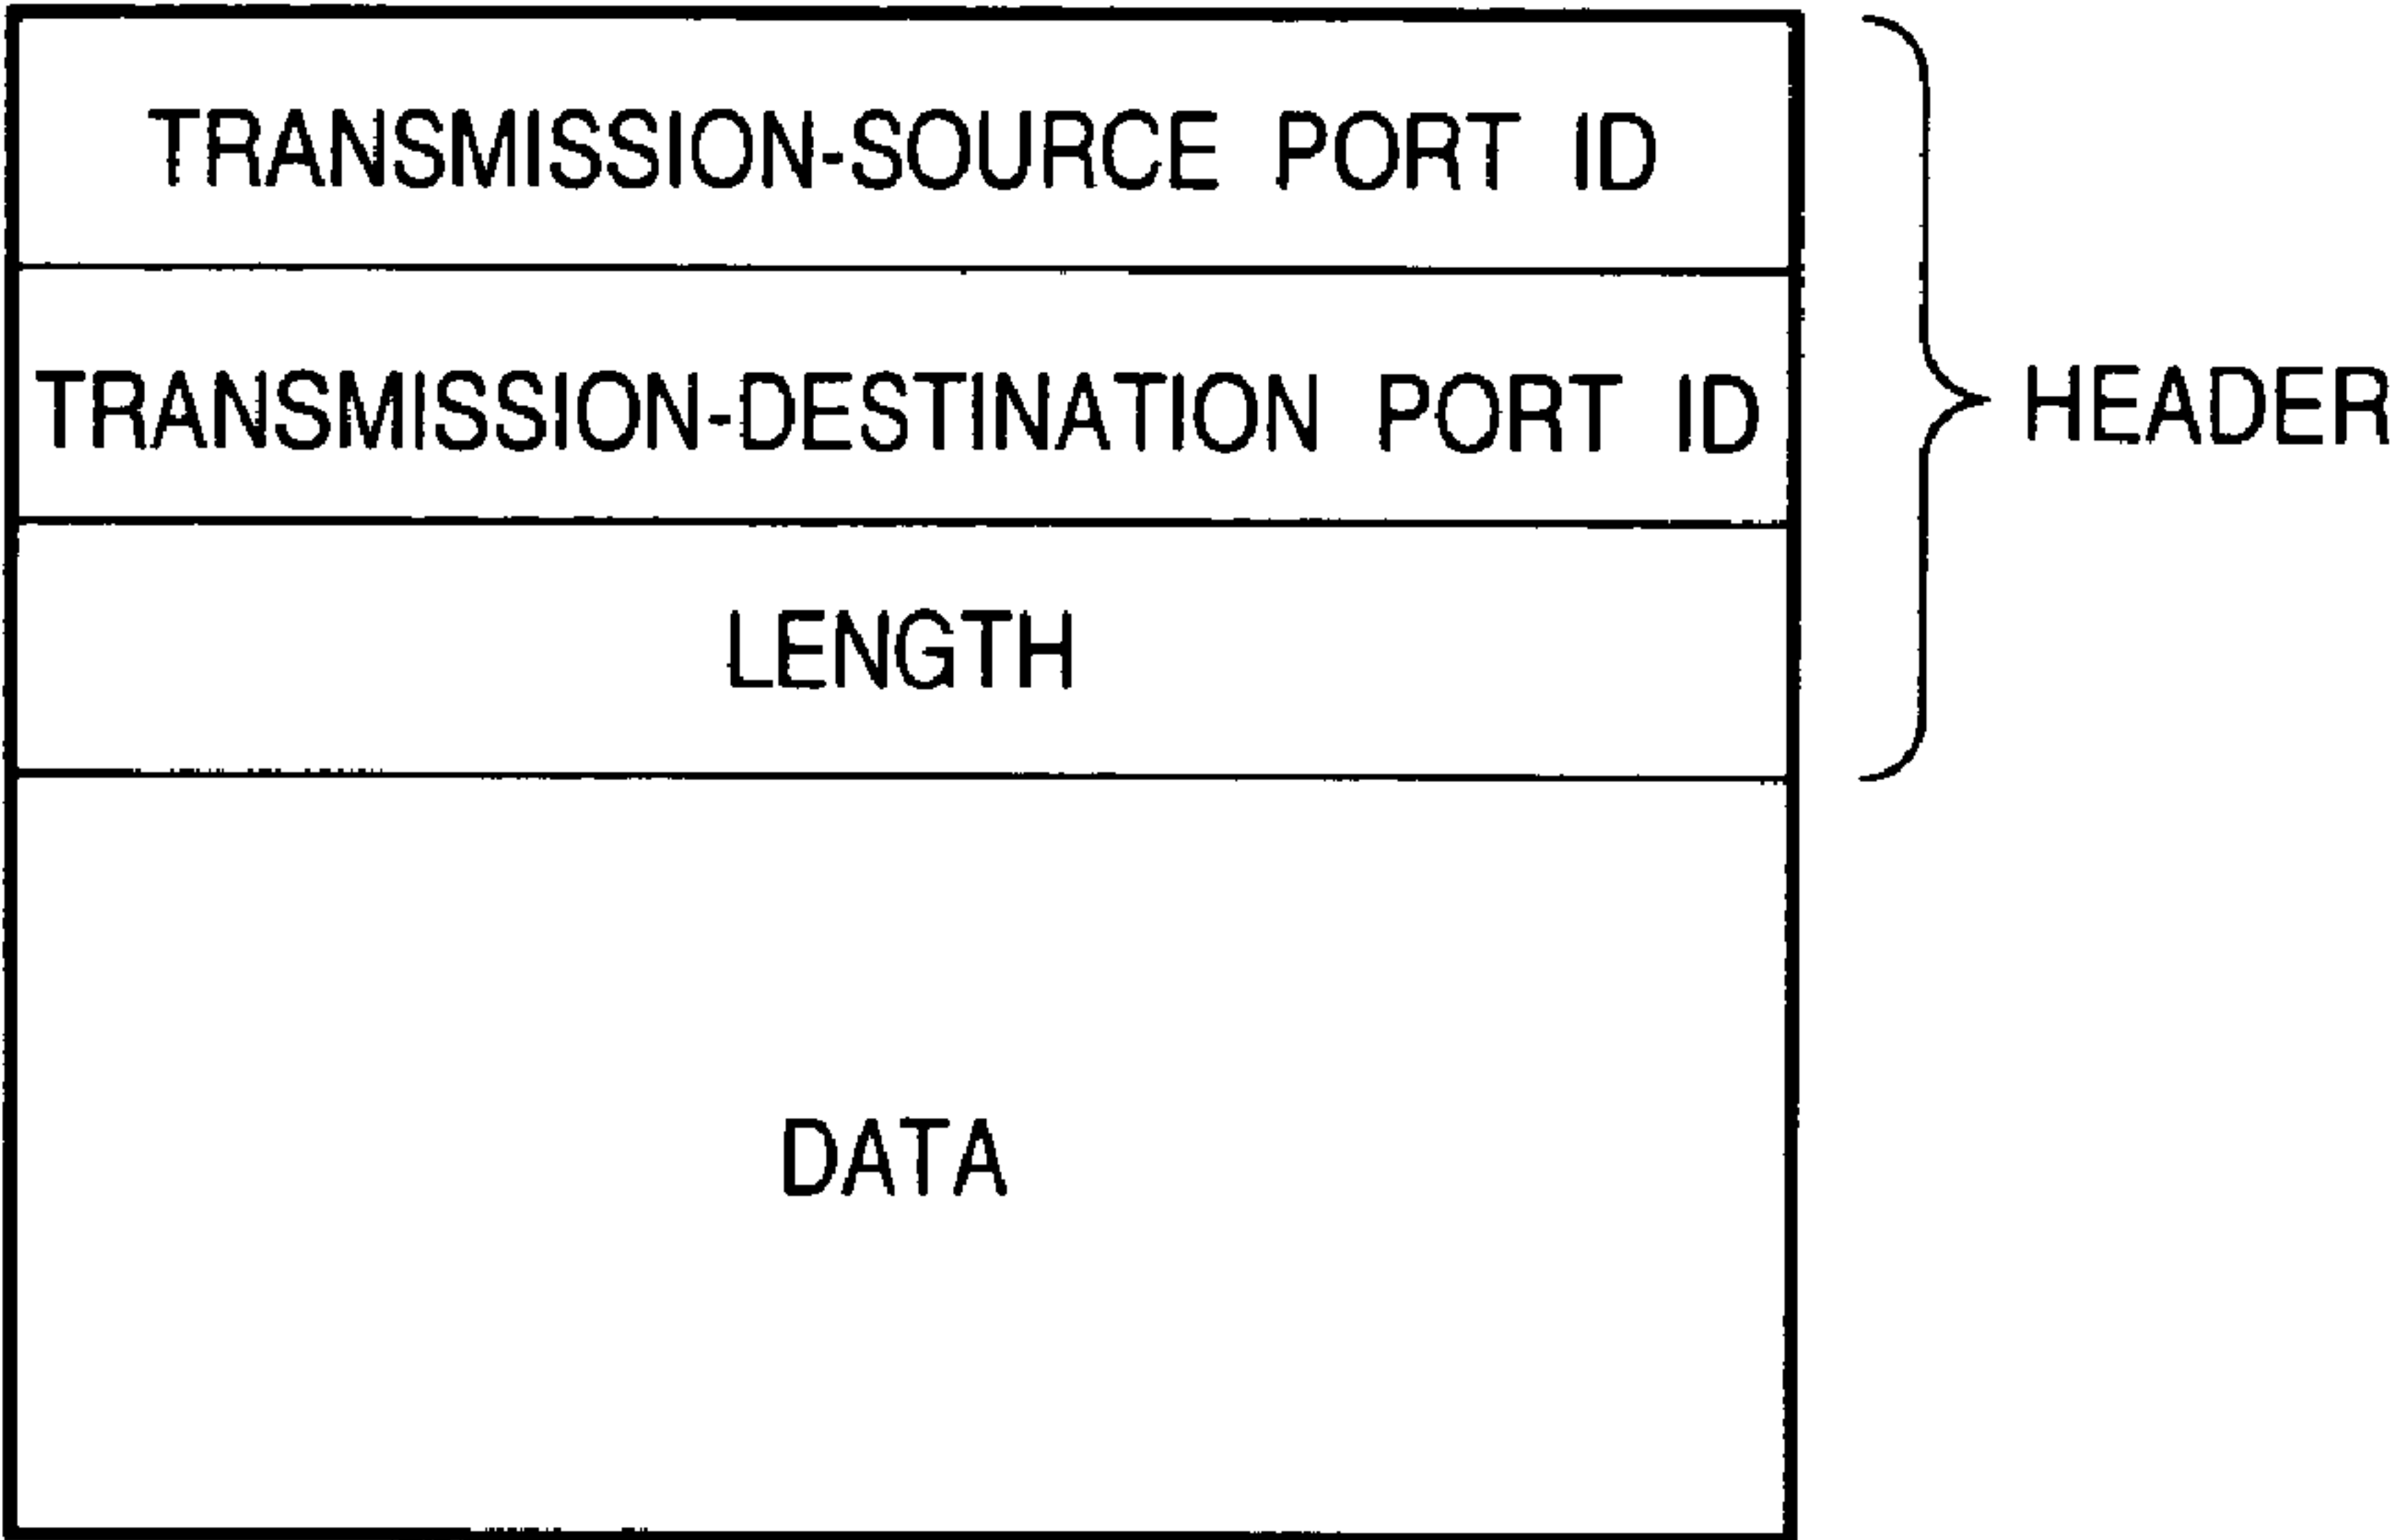 TRANSMISSION-SOURCE PORT ID
TRANSMISSION-DESTINATION PORT ID
HEADER
LENGTH
DATA